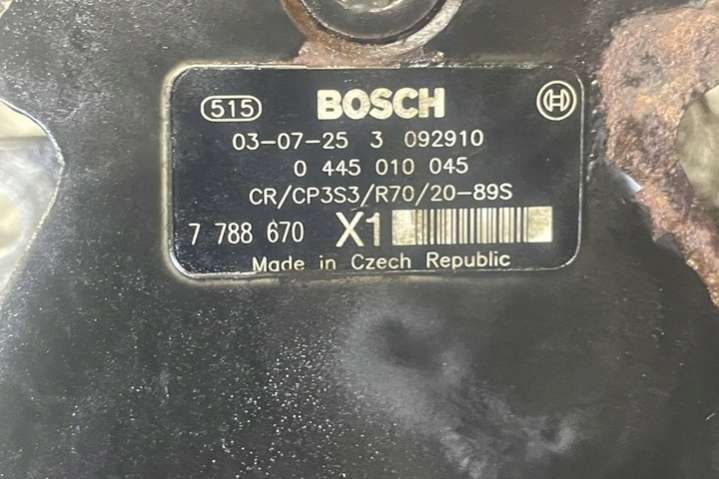 515 BOSCH
03-07-25 3 092910
0 445 010 045
CR/CP3S3/R70/20-89S
7 788 670 X1
Made in Czech Republic